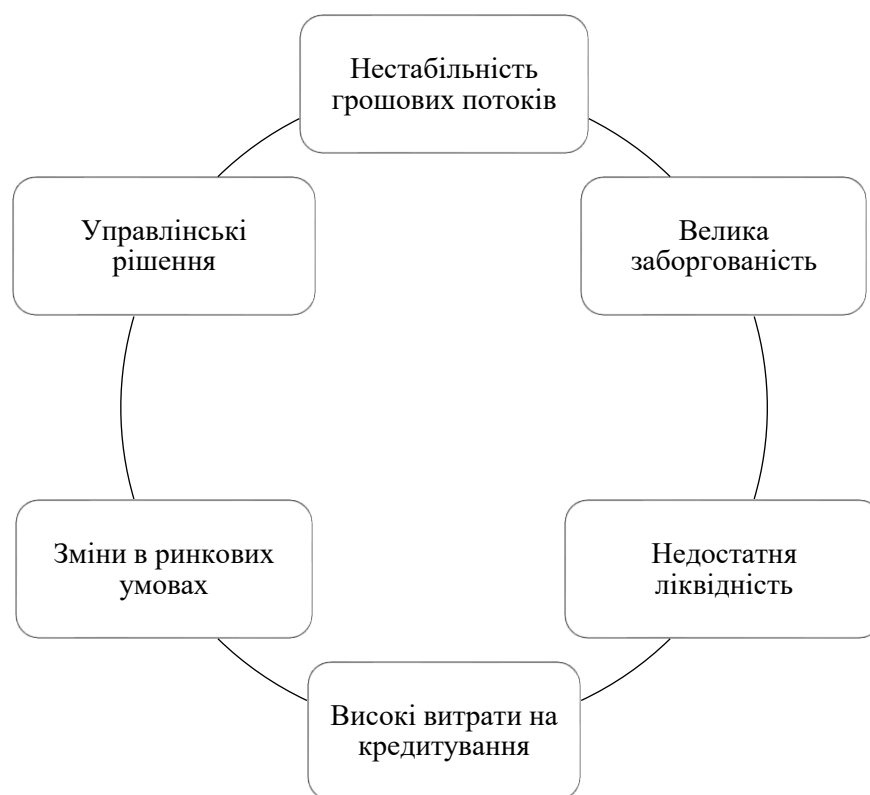 Нестабільність
грошових потоків
Велика
заборгованість
Недостатня
ліквідність
Високі витрати на
кредитування
Зміни в ринкових
умовах
Управлінські
рішення